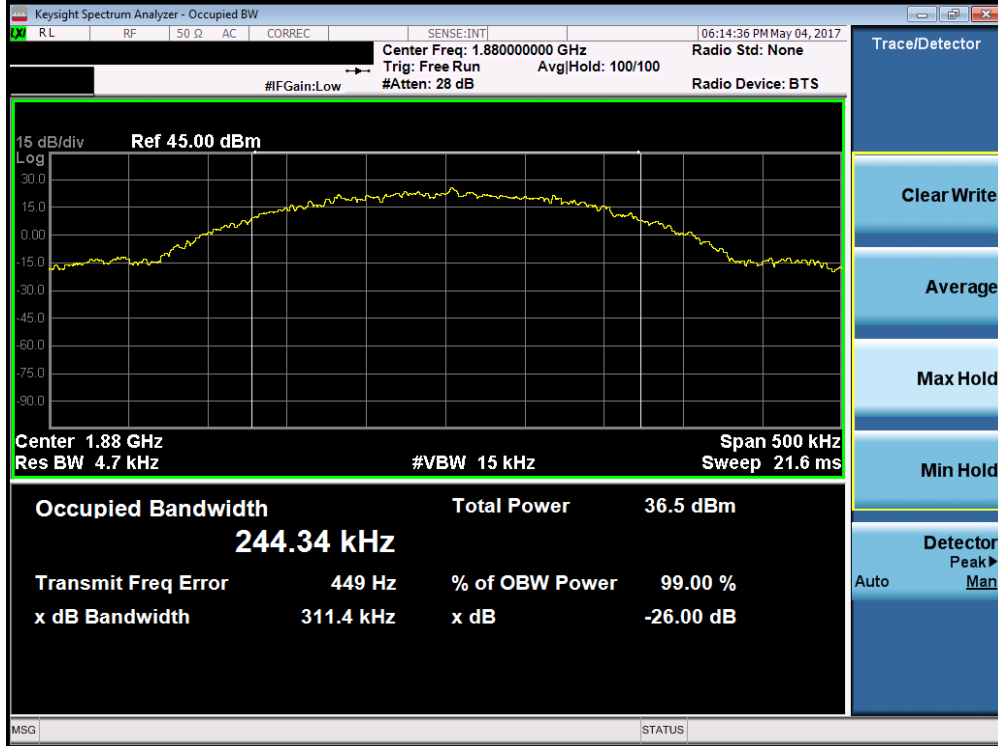 Keysight Spectrum Analyzer - Occupied BW
LXI RL RF 50 Ω AC CORREC SENSE:INT 06:14:36 PM May 04, 2017
Center Freq: 1.880000000 GHz Radio Std: None
Trig: Free Run Avg|Hold: 100/100
#IFGain:Low #Atten: 28 dB Radio Device: BTS
Trace/Detector
15 dB/div Ref 45.00 dBm
Log
30.0
15.0
0.00
-15.0
-30.0
-45.0
-60.0
-75.0
-90.0
Center 1.88 GHz Span 500 kHz
Res BW 4.7 kHz #VBW 15 kHz Sweep 21.6 ms
Occupied Bandwidth Total Power 36.5 dBm
244.34 kHz
Transmit Freq Error 449 Hz % of OBW Power 99.00 %
x dB Bandwidth 311.4 kHz x dB -26.00 dB
Clear Write
Average
Max Hold
Min Hold
Detector
Peak▶
Auto Man
MSG STATUS